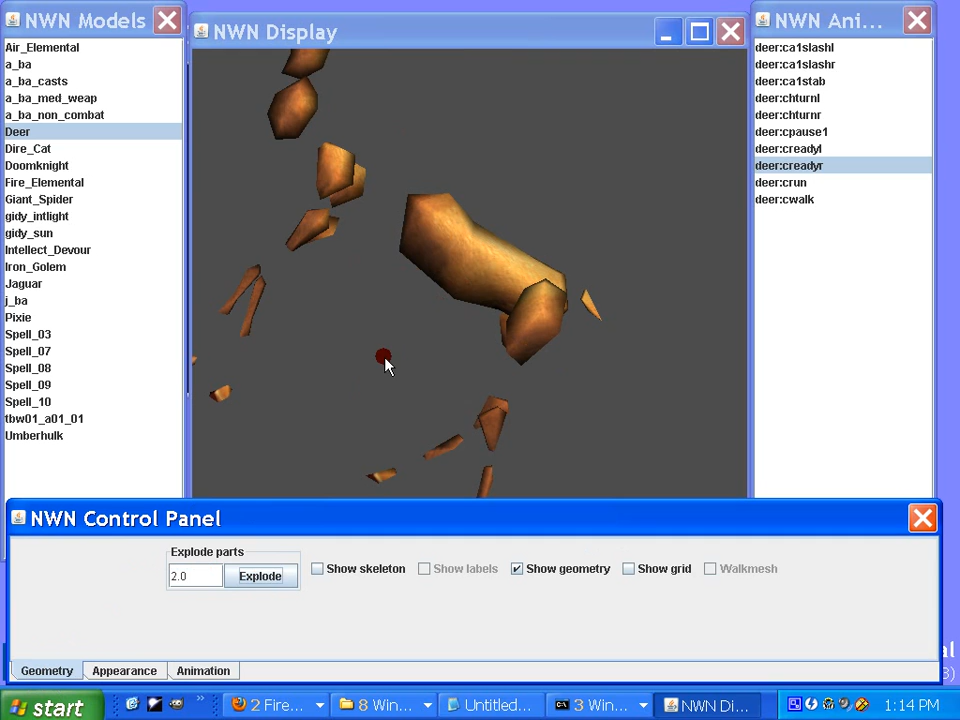 NWN Models
Air_Elemental
a_ba
a_ba_casts
a_ba_med_weap
a_ba_non_combat
Deer
Dire_Cat
Doomknight
Fire_Elemental
Giant_Spider
gidy_intlight
gidy_sun
Intellect_Devour
Iron_Golem
Jaguar
j_ba
Pixie
Spell_03
Spell_07
Spell_08
Spell_09
Spell_10
tbw01_a01_01
Umberhulk
NWN Display
NWN Ani...
deer:ca1slashl
deer:ca1slashr
deer:ca1stab
deer:chturnl
deer:chturnr
deer:cpause1
deer:creadyl
deer:creadyr
deer:crun
deer:cwalk
NWN Control Panel
Explode parts
2.0 Explode Show skeleton Show labels Show geometry Show grid Walkmesh
Geometry Appearance Animation
start 2 Fire... 8 Win... Untitled... 3 Wind... NWN Di... 1:14 PM